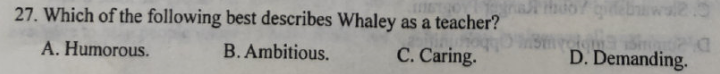 27. Which of the following best describes Whaley as a teacher?
A. Humorous. B. Ambitious. C. Caring. D. Demanding.